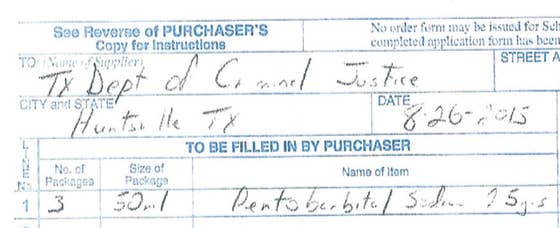 See Reverse of PURCHASER'S
Copy for Instructions
No order form may be issued for Sch
completed application form has been
TO: (Name of Supplier)
STREET A
TX Dept of Criminal Justice
CITY and STATE
DATE
Huntsville TX
8-26-2015
TO BE FILLED IN BY PURCHASER
LINE No.
No. of
Packages
Size of
Package
Name of Item
1 3 50ml Pentobarbital Sodium